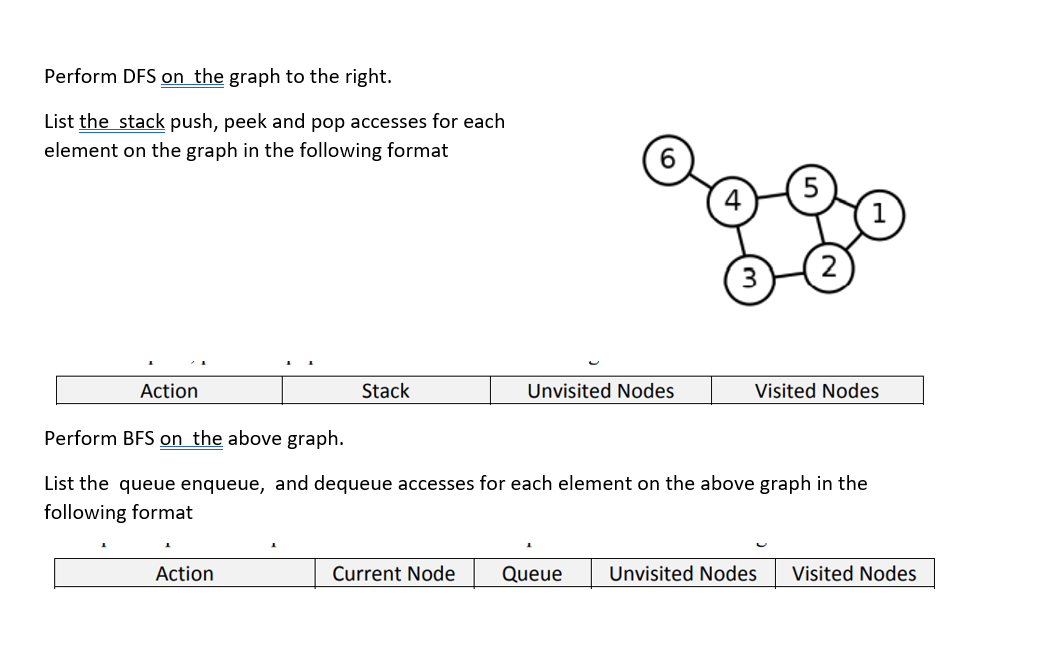 Perform DFS on  the graph to the right.
List the  stack push, peek and pop accesses for each
element on the graph in the following format
6
5
4
1
2
3
Action Stack Unvisited Nodes Visited Nodes
Perform BFS on  the above graph.
List the  queue enqueue,  and dequeue accesses for each element on the above graph in the
following format
Action Current Node Queue Unvisited Nodes Visited Nodes